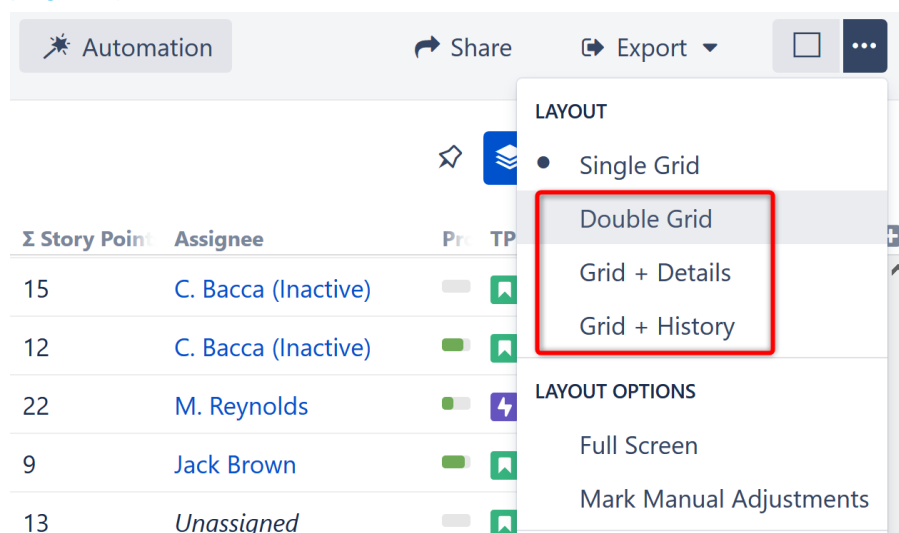 Automation Share Export
LAYOUT
Single Grid
Double Grid
Grid + Details
Grid + History
LAYOUT OPTIONS
Full Screen
Mark Manual Adjustments
Σ Story Point Assignee Pr TP
15 C. Bacca (Inactive)
12 C. Bacca (Inactive)
22 M. Reynolds
9 Jack Brown
13 Unassigned